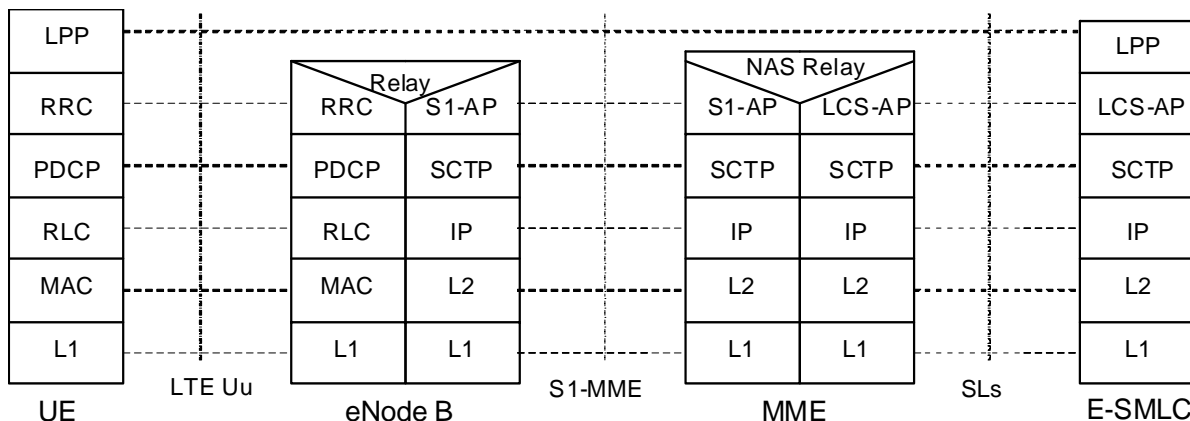 LPP
LPP
Relay
NAS Relay
RRC
RRC
S1-AP
S1-AP
LCS-AP
LCS-AP
PDCP
PDCP
SCTP
SCTP
SCTP
SCTP
RLC
RLC
IP
IP
IP
IP
MAC
MAC
L2
L2
L2
L2
L1
L1
L1
L1
L1
L1
LTE Uu
S1-MME
SLs
UE
eNode B
MME
E-SMLC